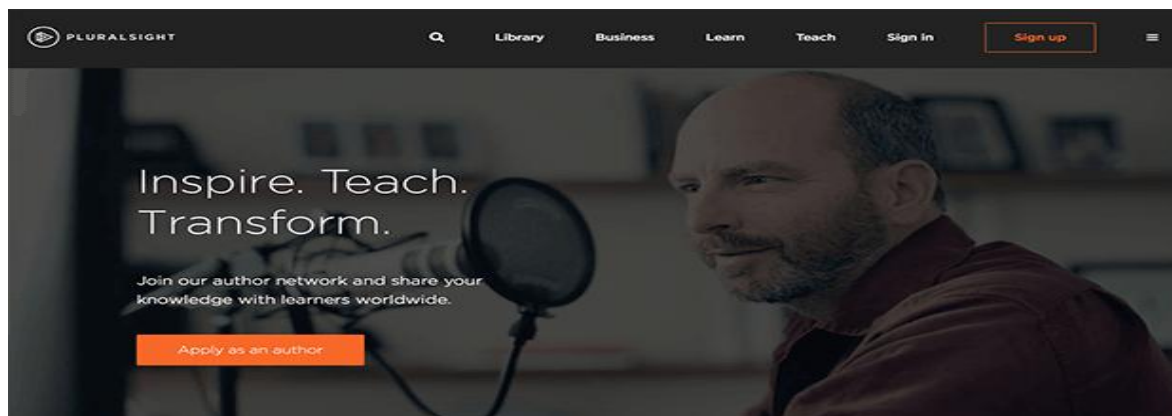 PLURALSIGHT
Library
Business
Learn
Teach
Sign in
Sign up
Inspire. Teach.
Transform.
Join our author network and share your
knowledge with learners worldwide.
Apply as an author